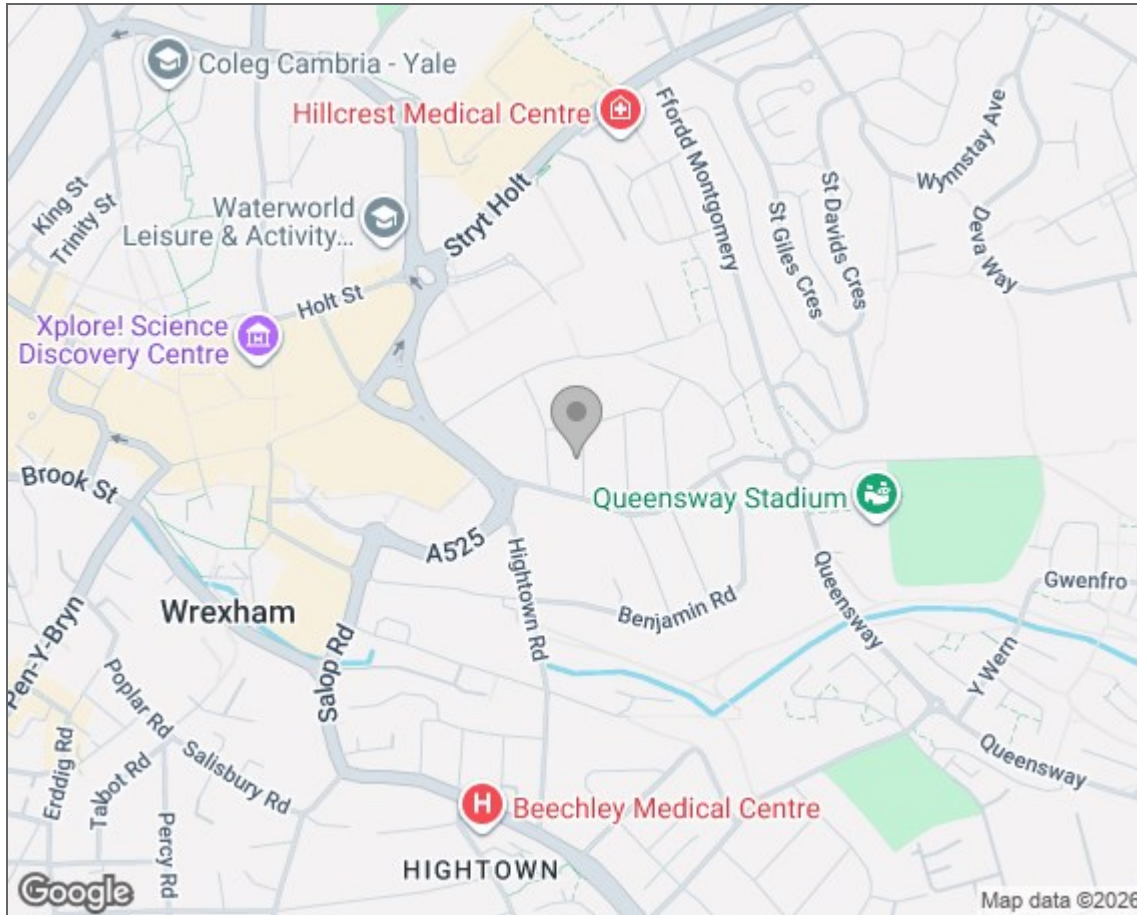 Coleg Cambria - Yale
Hillcrest Medical Centre
Ffordd Montgomery
Wynnstay Ave
King St
Trinity St
Waterworld
Leisure & Activity...
Stryt Holt
St Giles Cres
St Davids Cres
Deva Way
Holt St
Xplore! Science
Discovery Centre
Brook St
Queensway Stadium
A525
Hightown Rd
Queensway
Gwenfro
Benjamin Rd
Wrexham
Pen-Y-Bryn
Salop Rd
Y Wern
Poplar Rd
Erddig Rd
Talbot Rd
Salisbury Rd
Queensway
Percy Rd
H
Beechley Medical Centre
HIGHTOWN
Google
Map data ©2026